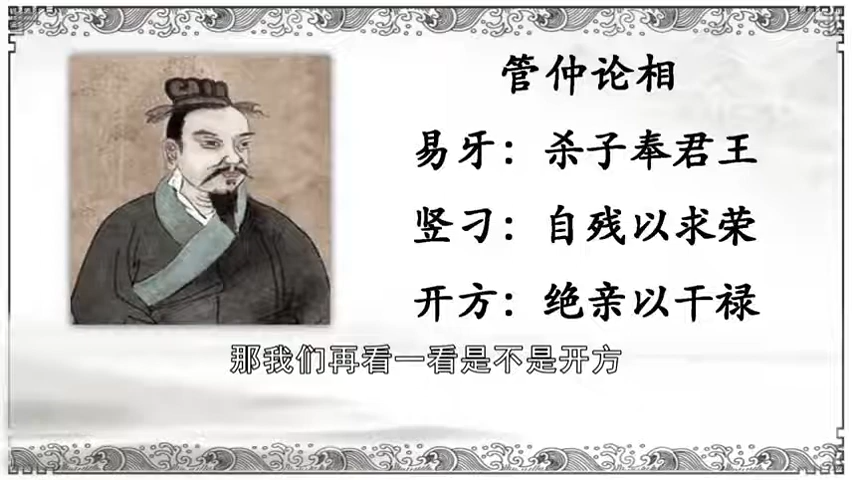 管仲论相
易牙：杀子奉君王
竖刁：自残以求荣
开方：绝亲以干禄
那我们再看一看是不是开方